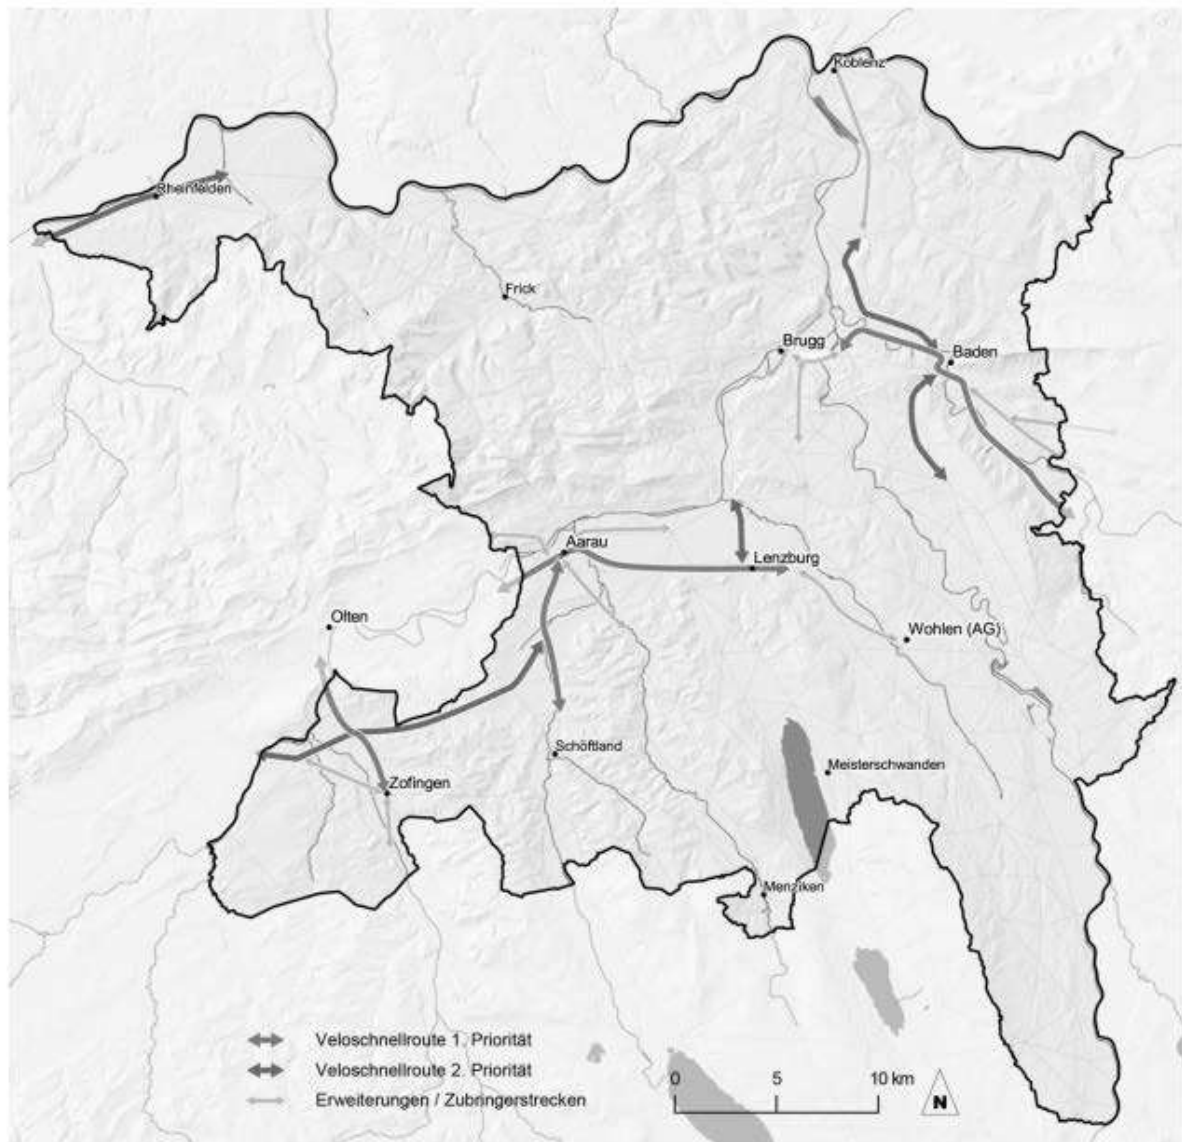 Koblenz
Rheinfelden
Frick
Brugg
Baden
Aarau
Lenzburg
Olten
Wohlen (AG)
Schöftland
Meisterschwanden
Zofingen
Menziken
Veloschnellroute 1. Priorität
Veloschnellroute 2. Priorität
Erweiterungen / Zubringerstrecken
0 5 10 km
N